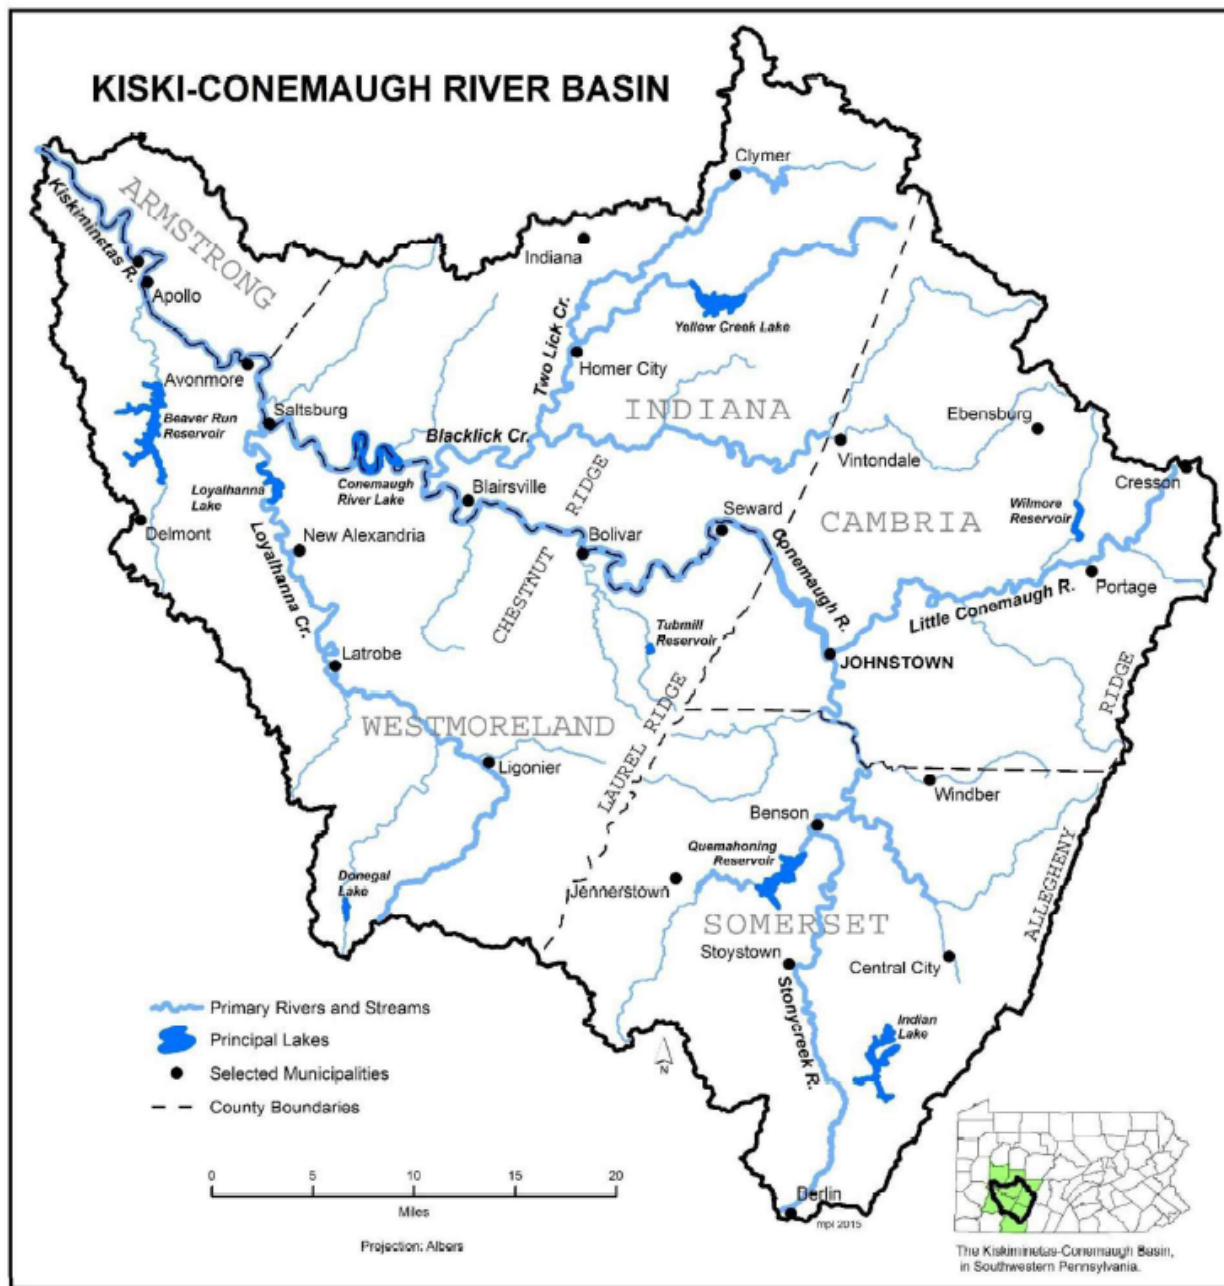 KISKI-CONEMAUGH RIVER BASIN
Clymer
ARMSTRONG
Kiskiminetas R.
Indiana
Apollo
Two Lick Cr.
Yellow Creek Lake
Homer City
Avonmore
Saltsburg
Beaver Run
Reservoir
INDIANA
Ebensburg
Blacklick Cr.
Vintondale
Cresson
Loyalhanna
Lake
Conemaugh
River Lake
Blairsville
RIDGE
Seward
CAMBRIA
Wilmore
Reservoir
Delmont
New Alexandria
Bolivar
Conemaugh R.
Loyalhanna Cr.
CHESTNUT
Little Conemaugh R.
Portage
Tubmill
Reservoir
Latrobe
JOHNSTOWN
RIDGE
WESTMORELAND
LAUREL RIDGE
Ligonier
Windber
Benson
Quemahoning
Reservoir
Donegal
Lake
Jennerstown
ALLEGHENY
SOMERSET
Stoystown
Central City
Stonycreek R.
Indian
Lake
Primary Rivers and Streams
Principal Lakes
Selected Municipalities
County Boundaries
N
0 5 10 15 20
Miles
Projection: Albers
Berlin
mpl 2015
The Kiskiminetas-Conemaugh Basin,
in Southwestern Pennsylvania.